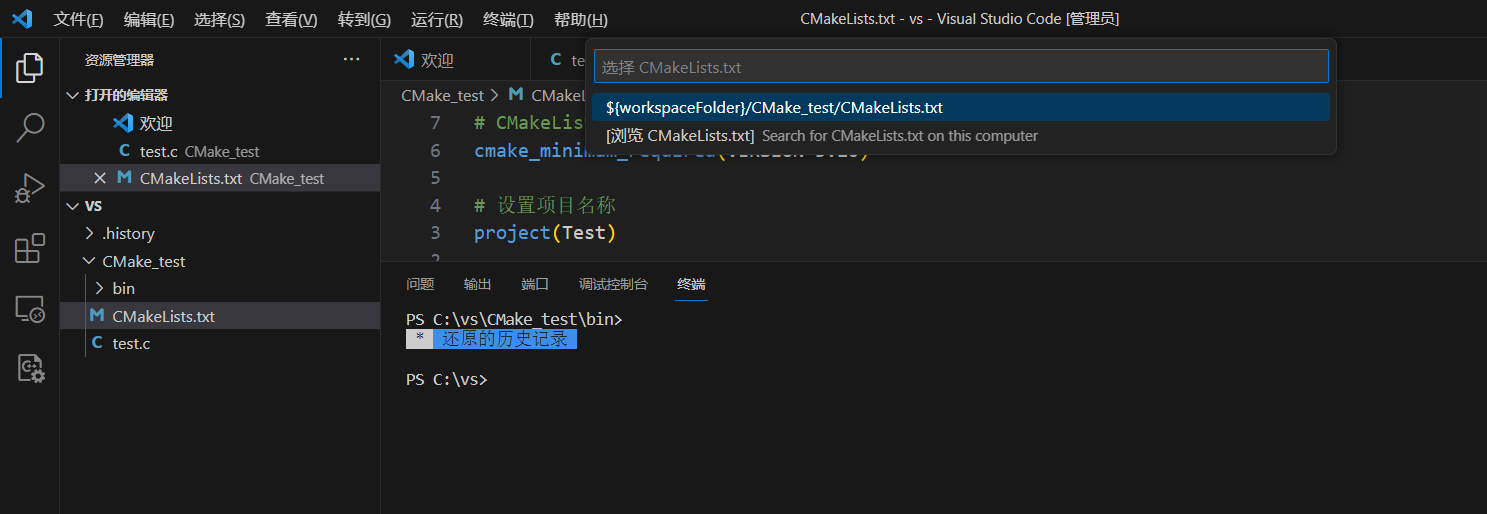 文件(F) 编辑(E) 选择(S) 查看(V) 转到(G) 运行(R) 终端(T) 帮助(H) CMakeLists.txt - vs - Visual Studio Code [管理员]
资源管理器 ···
打开的编辑器
欢迎
C test.c CMake_test
M CMakeLists.txt CMake_test
VS
.history
CMake_test
bin
M CMakeLists.txt
C test.c
欢迎 C te
选择 CMakeLists.txt
${workspaceFolder}/CMake_test/CMakeLists.txt
[浏览 CMakeLists.txt] Search for CMakeLists.txt on this computer
CMake_test > M CMakeL
7 # CMakeLis
6 cmake_minimum_required(
5
4 # 设置项目名称
3 project(Test)
2
问题 输出 端口 调试控制台 终端
PS C:\vs\CMake_test\bin>
* 还原的历史记录
PS C:\vs>